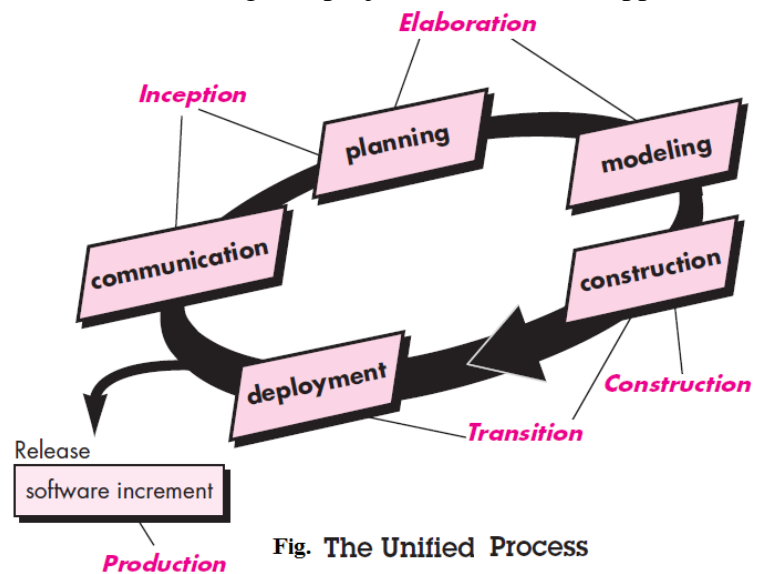 Elaboration
Inception
planning
modeling
communication
construction
deployment
Construction
Transition
Release
software increment
Production
Fig. The Unified Process